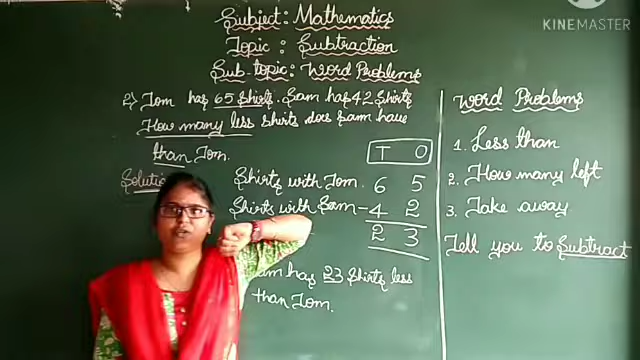 Subject: Mathematics
Topic: Subtraction
Sub-topic: Word Problems
2) Tom has 65 shirts. Sam has 42 shirts
How many less shirts does Sam have
than Tom.
T O
Shirts with Tom. 6 5
Shirts with Sam - 4 2
2 3
has 23 shirts less
than Tom.
Word Problems
1. Less than
2. How many left
3. Take away
Tell you to Subtract
KINEMASTER